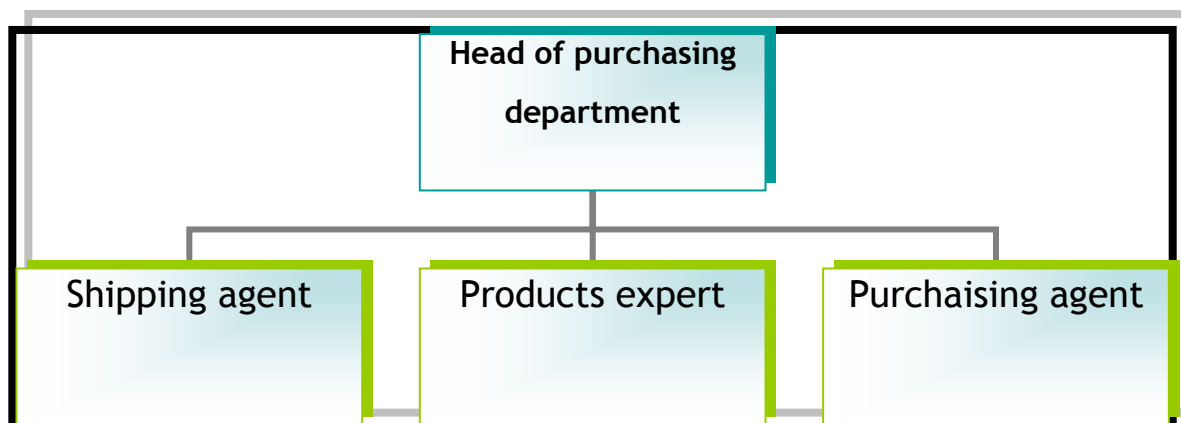 Head of purchasing
department
Shipping agent
Products expert
Purchaising agent